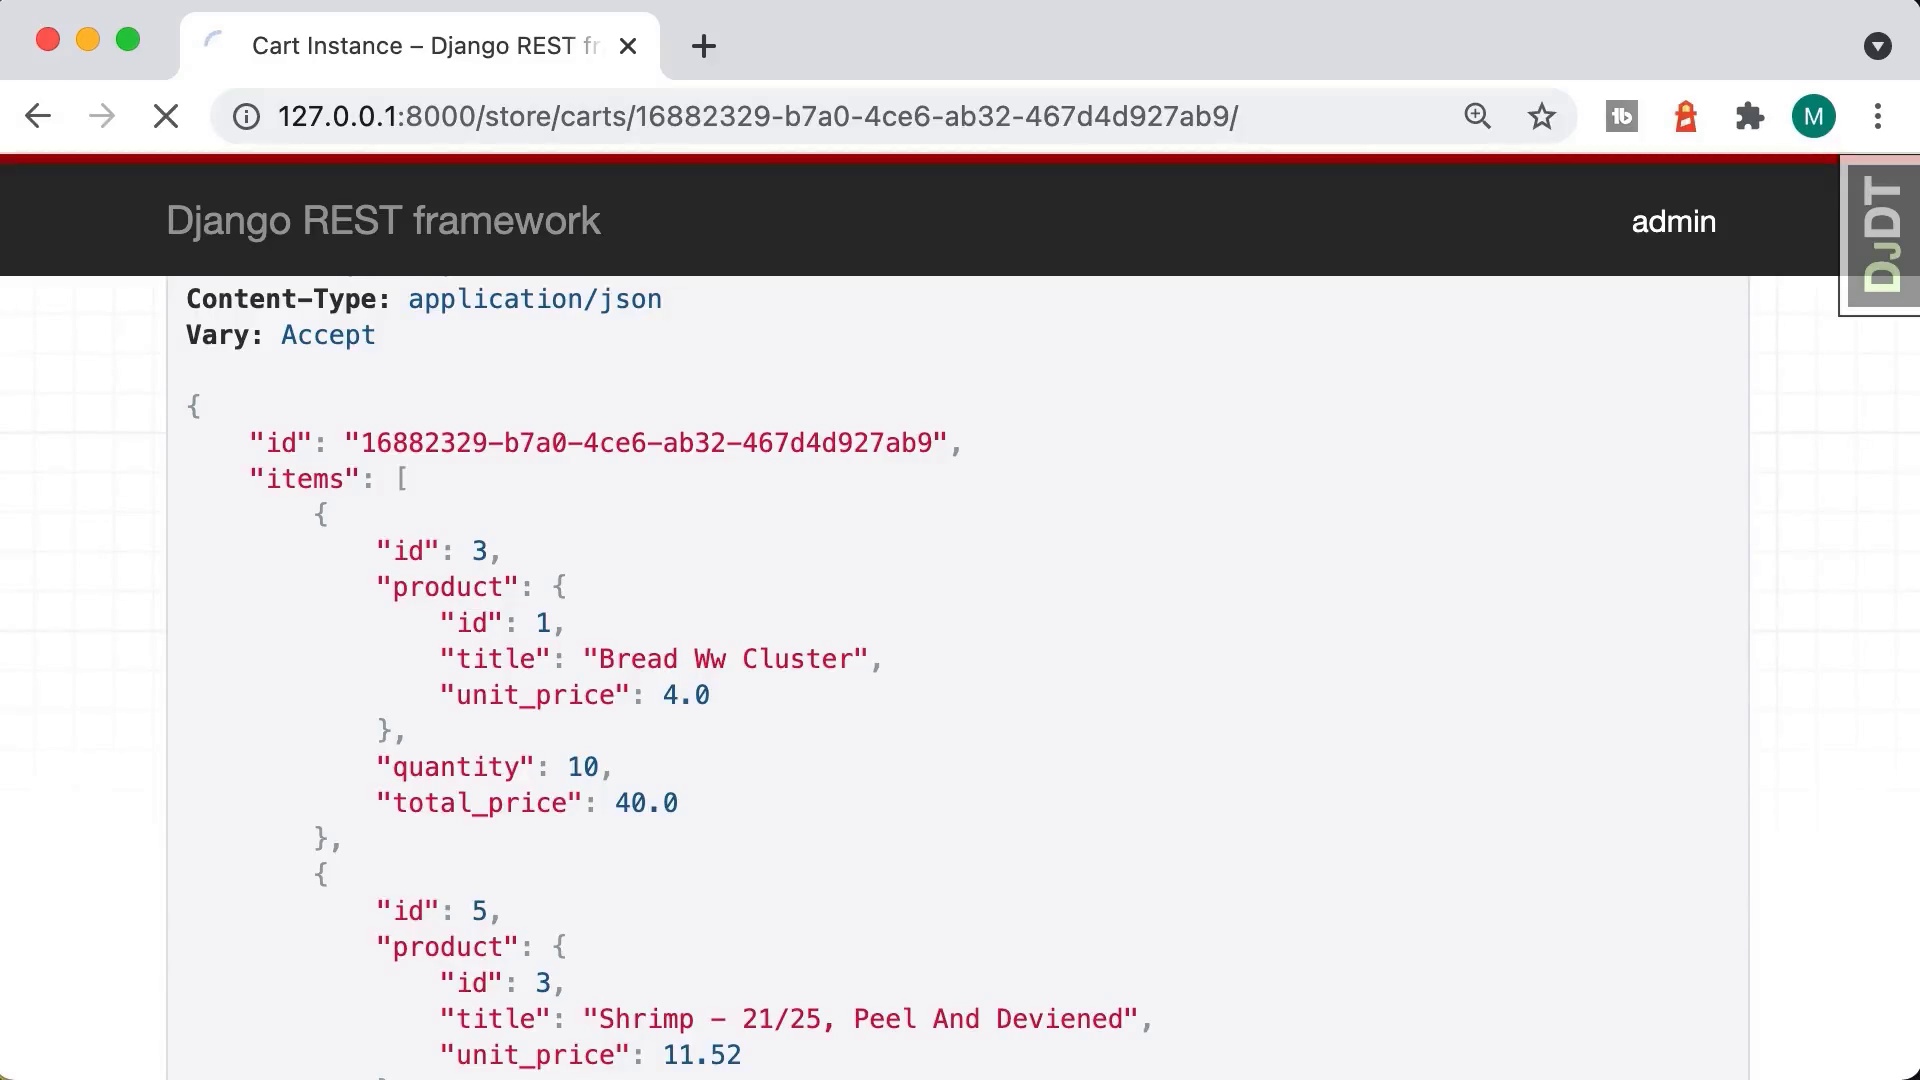 Cart Instance – Django REST fr
127.0.0.1:8000/store/carts/16882329-b7a0-4ce6-ab32-467d4d927ab9/
M
Django REST framework
admin
DJDT
Content-Type: application/json
Vary: Accept
{
"id": "16882329-b7a0-4ce6-ab32-467d4d927ab9",
"items": [
{
"id": 3,
"product": {
"id": 1,
"title": "Bread Ww Cluster",
"unit_price": 4.0
},
"quantity": 10,
"total_price": 40.0
},
{
"id": 5,
"product": {
"id": 3,
"title": "Shrimp - 21/25, Peel And Deviened",
"unit_price": 11.52